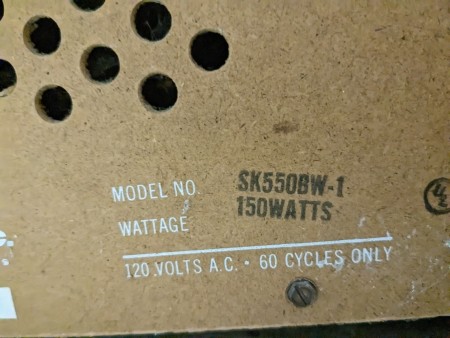 MODEL NO. SK550BW-1
WATTAGE 150WATTS
120 VOLTS A.C. • 60 CYCLES ONLY